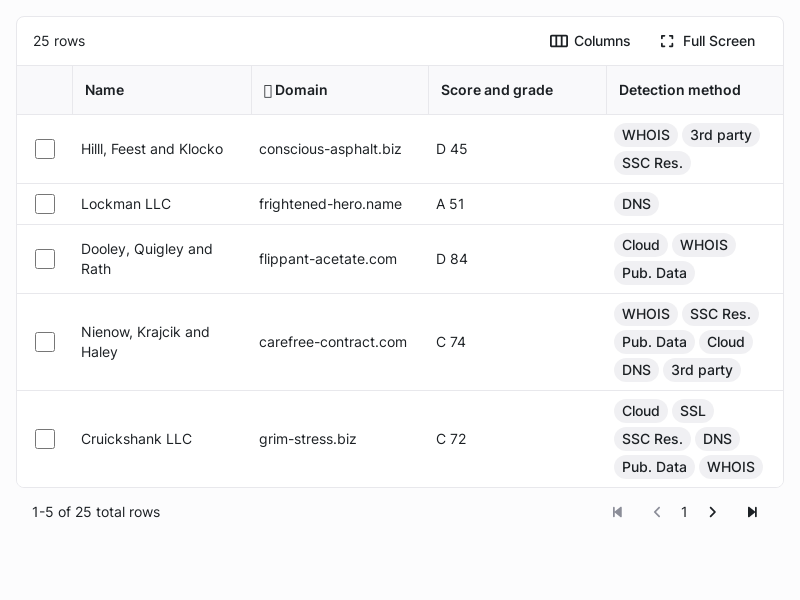 25 rows
Columns
Full Screen
Name
Domain
Score and grade
Detection method
Hilll, Feest and Klocko
conscious-asphalt.biz
D 45
WHOIS
3rd party
SSC Res.
Lockman LLC
frightened-hero.name
A 51
DNS
Dooley, Quigley and
Rath
flippant-acetate.com
D 84
Cloud
WHOIS
Pub. Data
Nienow, Krajcik and
Haley
carefree-contract.com
C 74
WHOIS
SSC Res.
Pub. Data
Cloud
DNS
3rd party
Cruickshank LLC
grim-stress.biz
C 72
Cloud
SSL
SSC Res.
DNS
Pub. Data
WHOIS
1-5 of 25 total rows
1